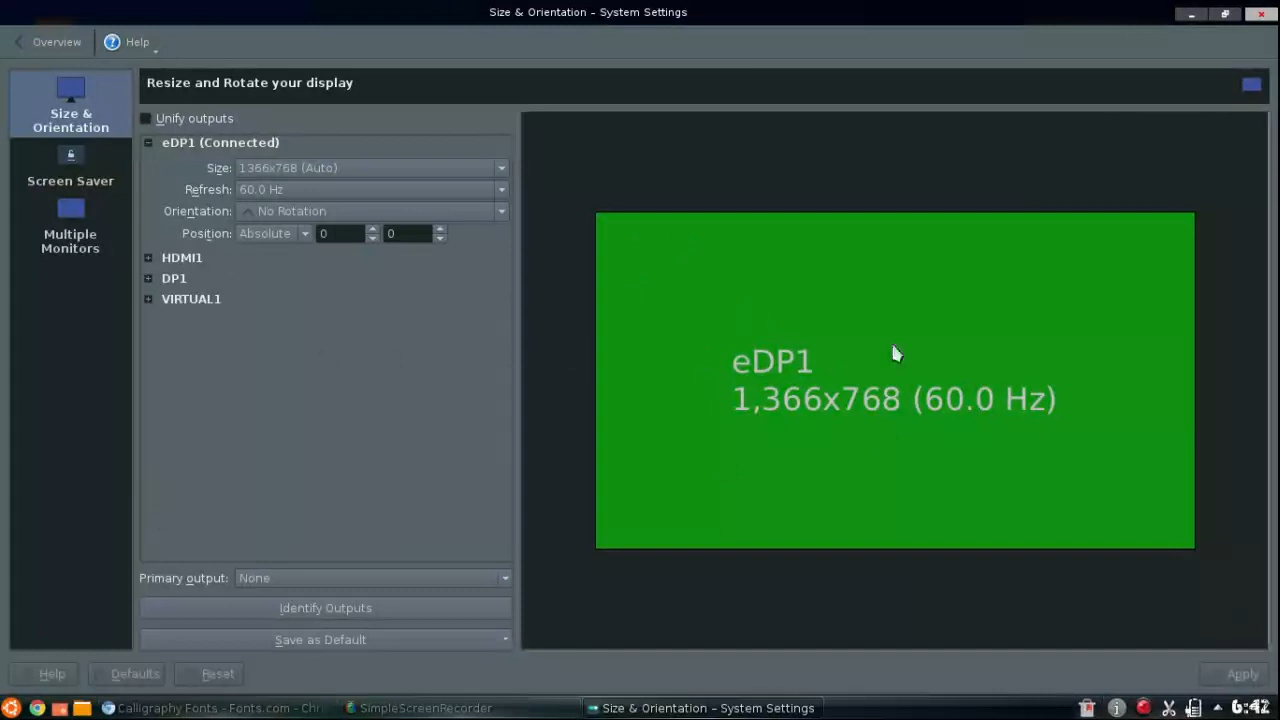 Size & Orientation – System Settings
Overview
Help
Resize and Rotate your display
Size &
Orientation
Screen Saver
Multiple
Monitors
Unify outputs
eDP1 (Connected)
Size: 1366x768 (Auto)
Refresh: 60.0 Hz
Orientation: No Rotation
Position: Absolute 0 0
HDMI1
DP1
VIRTUAL1
eDP1
1,366x768 (60.0 Hz)
Primary output: None
Identify Outputs
Save as Default
Help Defaults Reset Apply
Calligraphy Fonts - Fonts.com - Chr SimpleScreenRecorder Size & Orientation – System Settings 6:42